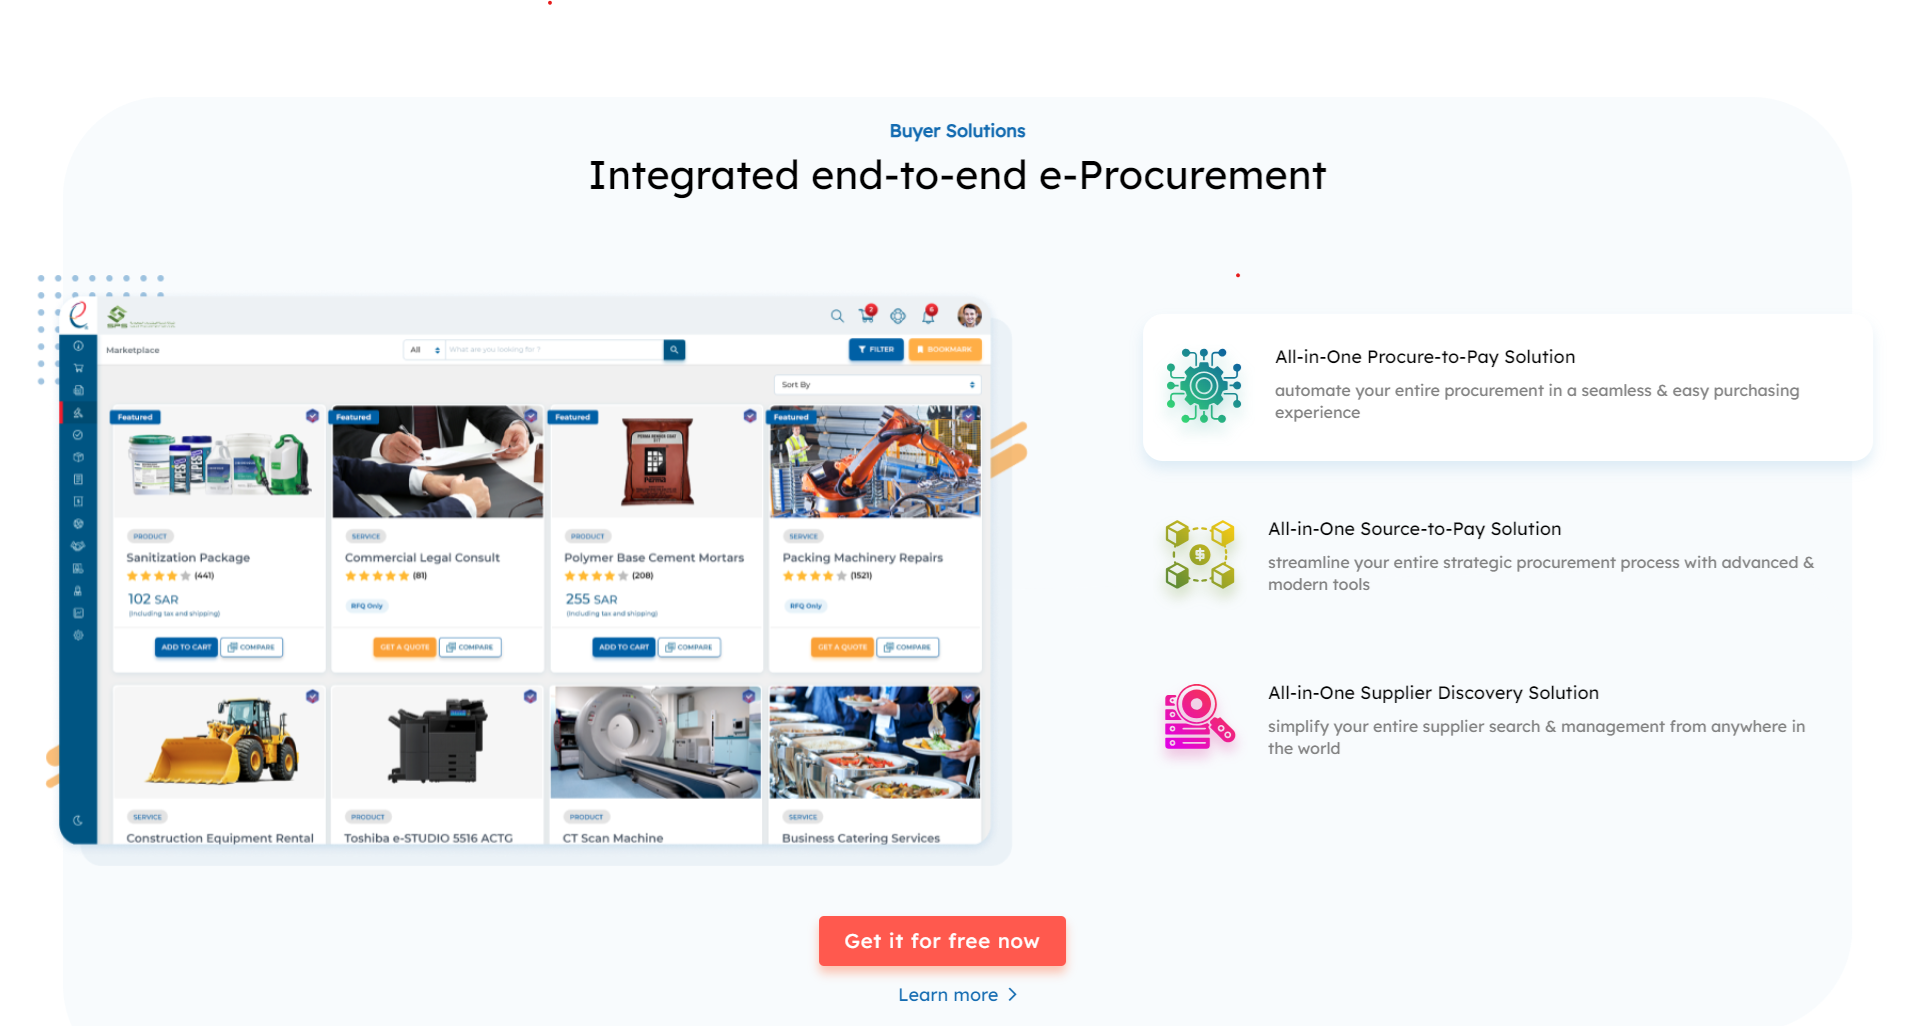 Buyer Solutions
Integrated end-to-end e-Procurement
SPS
2
6
Marketplace
All
What are you looking for ?
FILTER
BOOKMARK
Sort By
Featured
Featured
Featured
Featured
WIPES
PERMA
PRODUCT
SERVICE
PRODUCT
SERVICE
Sanitization Package
Commercial Legal Consult
Polymer Base Cement Mortars
Packing Machinery Repairs
(441)
(81)
(208)
(1521)
102 SAR
(Including tax and shipping)
RFQ Only
255 SAR
(Including tax and shipping)
RFQ Only
ADD TO CART
COMPARE
GET A QUOTE
COMPARE
ADD TO CART
COMPARE
GET A QUOTE
COMPARE
SERVICE
PRODUCT
PRODUCT
SERVICE
Construction Equipment Rental
Toshiba e-STUDIO 5516 ACTG
CT Scan Machine
Business Catering Services
All-in-One Procure-to-Pay Solution
automate your entire procurement in a seamless & easy purchasing
experience
All-in-One Source-to-Pay Solution
streamline your entire strategic procurement process with advanced &
modern tools
All-in-One Supplier Discovery Solution
simplify your entire supplier search & management from anywhere in
the world
Get it for free now
Learn more